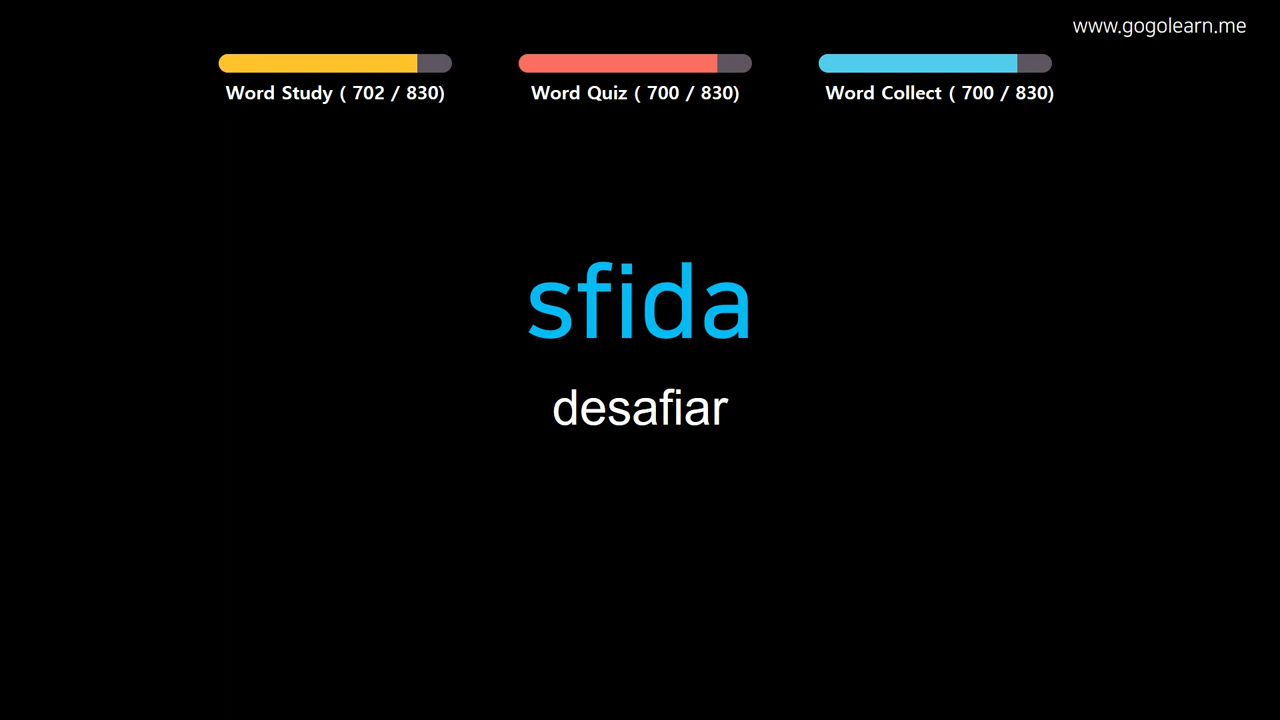 www.gogolearn.me
Word Study ( 702 / 830)
Word Quiz ( 700 / 830)
Word Collect ( 700 / 830)
sfida
desafiar